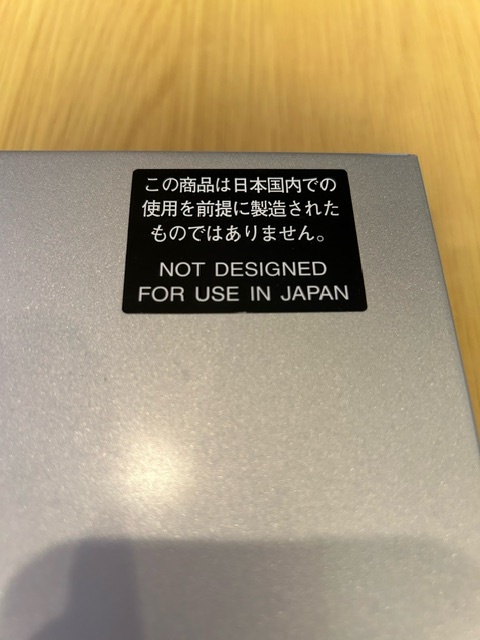 この商品は日本国内での
使用を前提に製造された
ものではありません。
NOT DESIGNED
FOR USE IN JAPAN